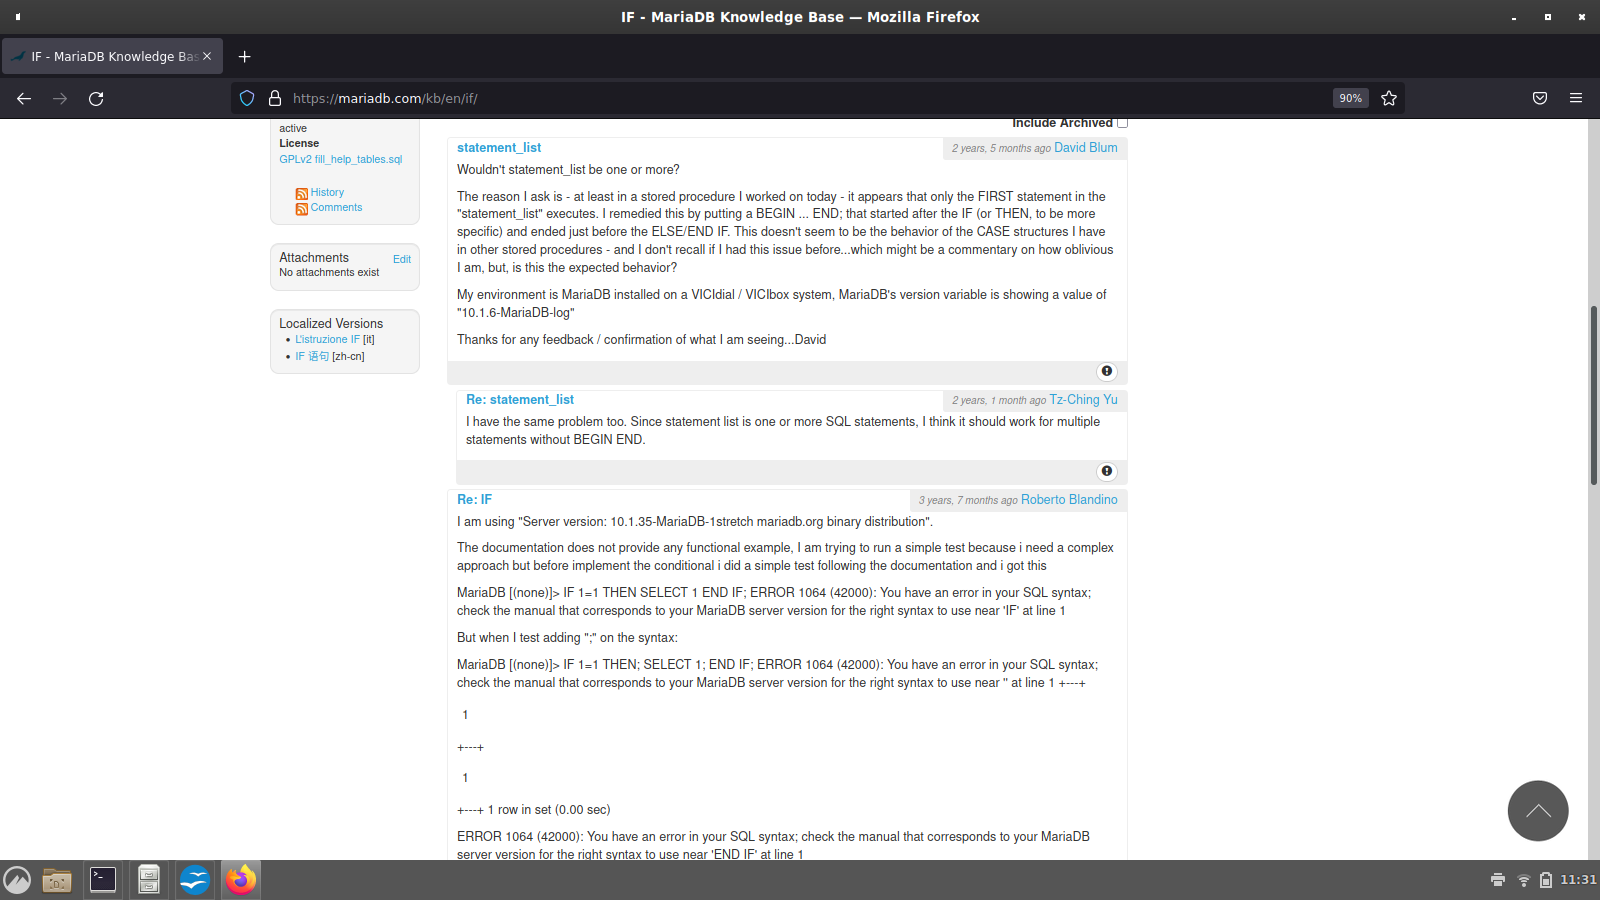 IF - MariaDB Knowledge Base — Mozilla Firefox
IF - MariaDB Knowledge Bas
https://mariadb.com/kb/en/if/
90%
active
License
GPLv2 fill_help_tables.sql
History
Comments
Attachments
Edit
No attachments exist
Localized Versions
L'istruzione IF [it]
IF 语句 [zh-cn]
Include Archived
statement_list
2 years, 5 months ago David Blum
Wouldn't statement_list be one or more?
The reason I ask is - at least in a stored procedure I worked on today - it appears that only the FIRST statement in the
"statement_list" executes. I remedied this by putting a BEGIN ... END; that started after the IF (or THEN, to be more
specific) and ended just before the ELSE/END IF. This doesn't seem to be the behavior of the CASE structures I have
in other stored procedures - and I don't recall if I had this issue before...which might be a commentary on how oblivious
I am, but, is this the expected behavior?
My environment is MariaDB installed on a VICIdial / VICIbox system, MariaDB's version variable is showing a value of
"10.1.6-MariaDB-log"
Thanks for any feedback / confirmation of what I am seeing...David
Re: statement_list
2 years, 1 month ago Tz-Ching Yu
I have the same problem too. Since statement list is one or more SQL statements, I think it should work for multiple
statements without BEGIN END.
Re: IF
3 years, 7 months ago Roberto Blandino
I am using "Server version: 10.1.35-MariaDB-1stretch mariadb.org binary distribution".
The documentation does not provide any functional example, I am trying to run a simple test because i need a complex
approach but before implement the conditional i did a simple test following the documentation and i got this
MariaDB [(none)]> IF 1=1 THEN SELECT 1 END IF; ERROR 1064 (42000): You have an error in your SQL syntax;
check the manual that corresponds to your MariaDB server version for the right syntax to use near 'IF' at line 1
But when I test adding ";" on the syntax:
MariaDB [(none)]> IF 1=1 THEN; SELECT 1; END IF; ERROR 1064 (42000): You have an error in your SQL syntax;
check the manual that corresponds to your MariaDB server version for the right syntax to use near '' at line 1 +---+
1
+---+
1
+---+ 1 row in set (0.00 sec)
ERROR 1064 (42000): You have an error in your SQL syntax; check the manual that corresponds to your MariaDB
server version for the right syntax to use near 'END IF' at line 1
11:31